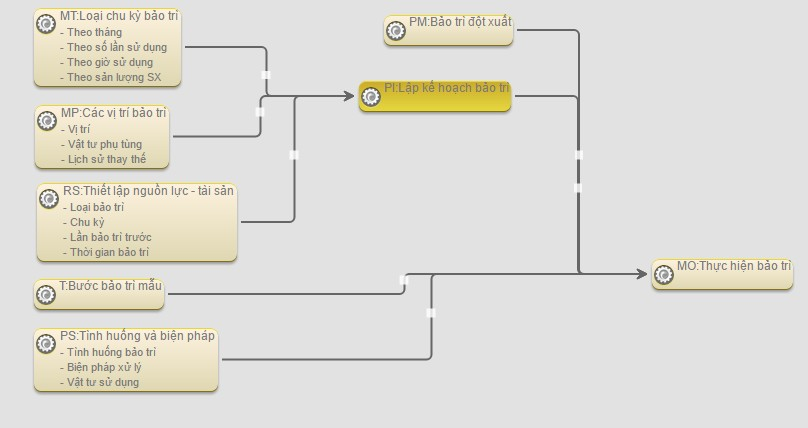 MT:Loại chu kỳ bảo trì
- Theo tháng
- Theo số lần sử dụng
- Theo giờ sử dụng
- Theo sản lượng SX
MP:Các vị trí bảo trì
- Vị trí
- Vật tư phụ tùng
- Lịch sử thay thế
RS:Thiết lập nguồn lực - tài sản
- Loại bảo trì
- Chu kỳ
- Lần bảo trì trước
- Thời gian bảo trì
T:Bước bảo trì mẫu
PS:Tình huống và biện pháp
- Tình huống bảo trì
- Biện pháp xử lý
- Vật tư sử dụng
PM:Bảo trì đột xuất
PI:Lập kế hoạch bảo trì
MO:Thực hiện bảo trì